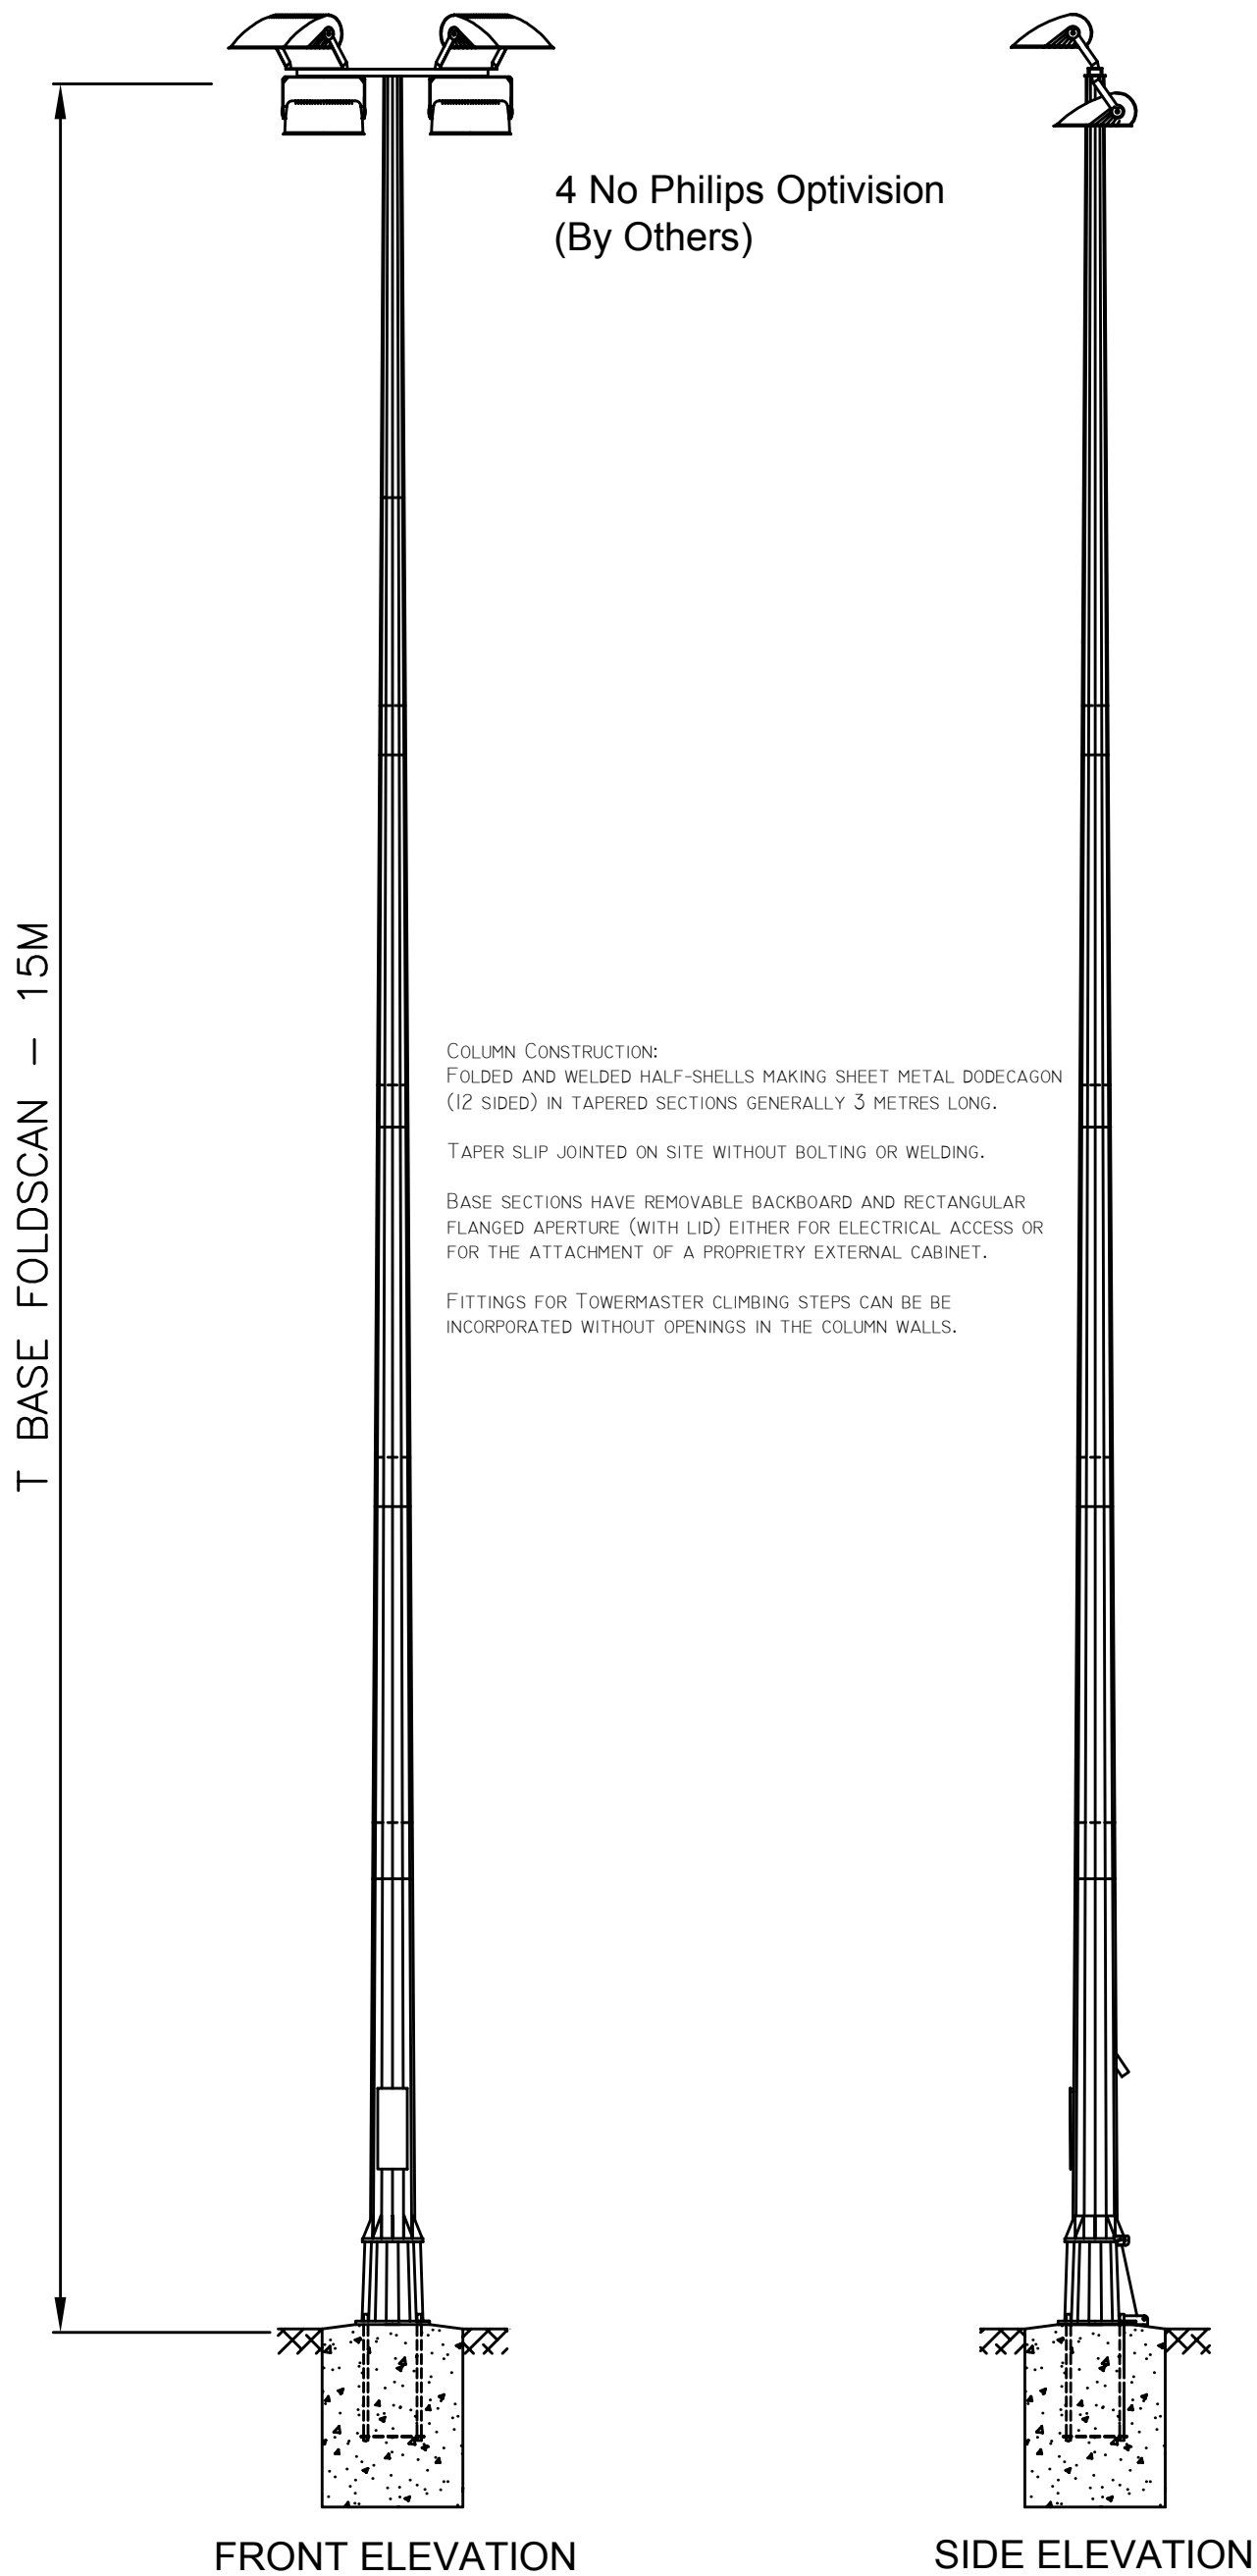 4 No Philips Optivision
(By Others)
T BASE FOLDSCAN – 15M
COLUMN CONSTRUCTION:
FOLDED AND WELDED HALF-SHELLS MAKING SHEET METAL DODECAGON
(12 SIDED) IN TAPERED SECTIONS GENERALLY 3 METRES LONG.
TAPER SLIP JOINTED ON SITE WITHOUT BOLTING OR WELDING.
BASE SECTIONS HAVE REMOVABLE BACKBOARD AND RECTANGULAR
FLANGED APERTURE (WITH LID) EITHER FOR ELECTRICAL ACCESS OR
FOR THE ATTACHMENT OF A PROPRIETRY EXTERNAL CABINET.
FITTINGS FOR TOWERMASTER CLIMBING STEPS CAN BE BE
INCORPORATED WITHOUT OPENINGS IN THE COLUMN WALLS.
FRONT ELEVATION
SIDE ELEVATION